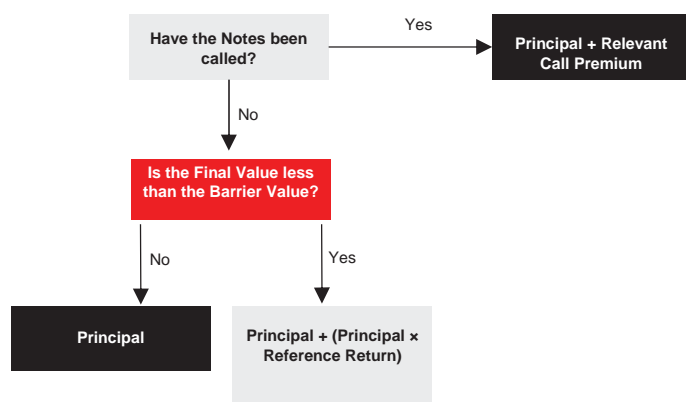 Have the Notes been
called?
Yes
Principal + Relevant
Call Premium
No
Is the Final Value less
than the Barrier Value?
No
Yes
Principal
Principal + (Principal ×
Reference Return)